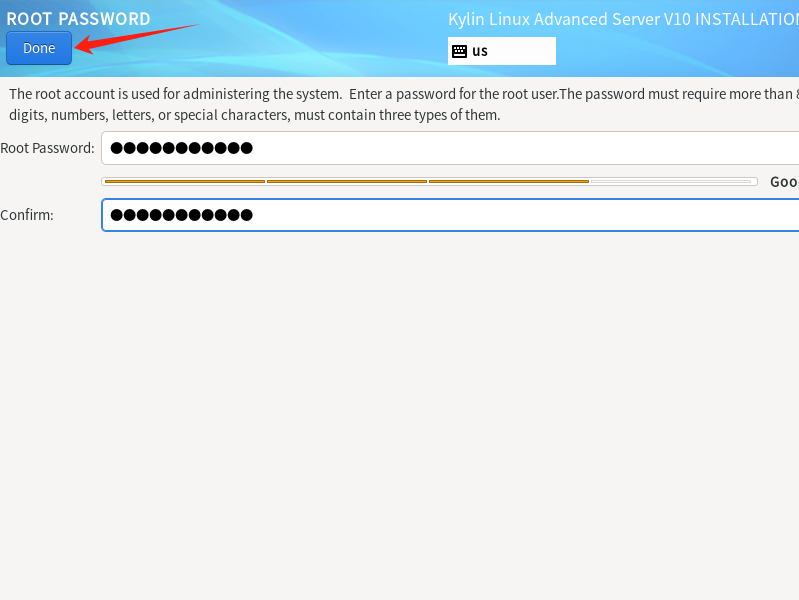 ROOT PASSWORD
Kylin Linux Advanced Server V10 INSTALLATION
Done
us
The root account is used for administering the system. Enter a password for the root user.The password must require more than 8
digits, numbers, letters, or special characters, must contain three types of them.
Root Password: ●●●●●●●●●●●
Goo
Confirm: ●●●●●●●●●●●